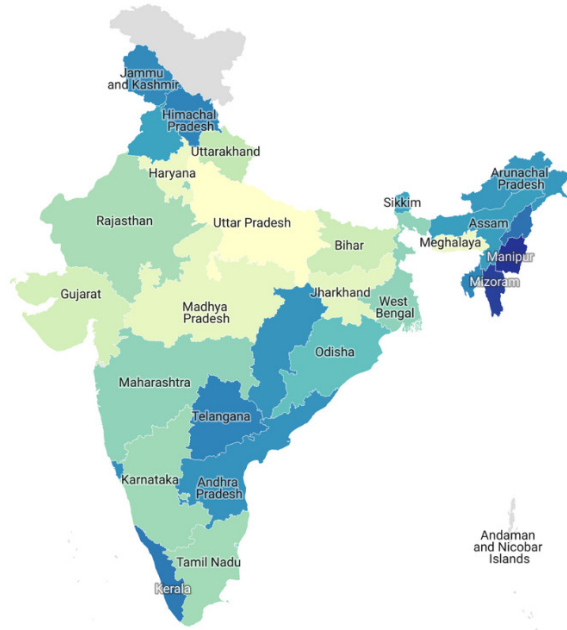 Jammu
and Kashmir
Himachal
Pradesh
Uttarakhand
Haryana
Arunachal
Pradesh
Sikkim
Rajasthan
Uttar Pradesh
Assam
Bihar
Meghalaya
Manipur
Mizoram
Gujarat
Madhya
Pradesh
Jharkhand
West
Bengal
Odisha
Maharashtra
Telangana
Karnataka
Andhra
Pradesh
Andaman
and Nicobar
Islands
Tamil Nadu
Kerala